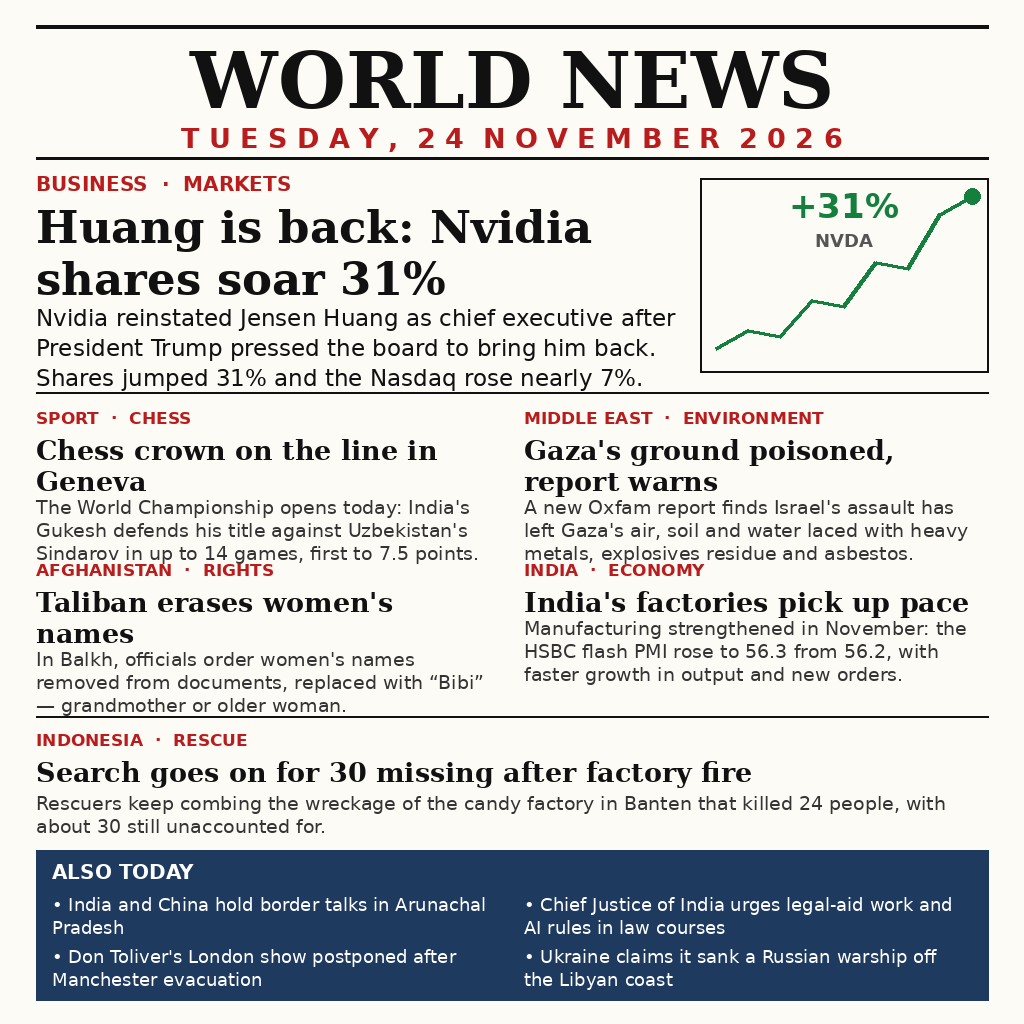 WORLD NEWS
TUESDAY, 24 NOVEMBER 2026
BUSINESS · MARKETS
Huang is back: Nvidia
shares soar 31%
Nvidia reinstated Jensen Huang as chief executive after
President Trump pressed the board to bring him back.
Shares jumped 31% and the Nasdaq rose nearly 7%.
+31%
NVDA
SPORT · CHESS
Chess crown on the line in
Geneva
The World Championship opens today: India's
Gukesh defends his title against Uzbekistan's
Sindarov in up to 14 games, first to 7.5 points.
MIDDLE EAST · ENVIRONMENT
Gaza's ground poisoned,
report warns
A new Oxfam report finds Israel's assault has
left Gaza's air, soil and water laced with heavy
metals, explosives residue and asbestos.
AFGHANISTAN · RIGHTS
Taliban erases women's
names
In Balkh, officials order women's names
removed from documents, replaced with “Bibi”
— grandmother or older woman.
INDIA · ECONOMY
India's factories pick up pace
Manufacturing strengthened in November: the
HSBC flash PMI rose to 56.3 from 56.2, with
faster growth in output and new orders.
INDONESIA · RESCUE
Search goes on for 30 missing after factory fire
Rescuers keep combing the wreckage of the candy factory in Banten that killed 24 people, with
about 30 still unaccounted for.
ALSO TODAY
• India and China hold border talks in Arunachal
Pradesh
• Don Toliver's London show postponed after
Manchester evacuation
• Chief Justice of India urges legal-aid work and
AI rules in law courses
• Ukraine claims it sank a Russian warship off
the Libyan coast